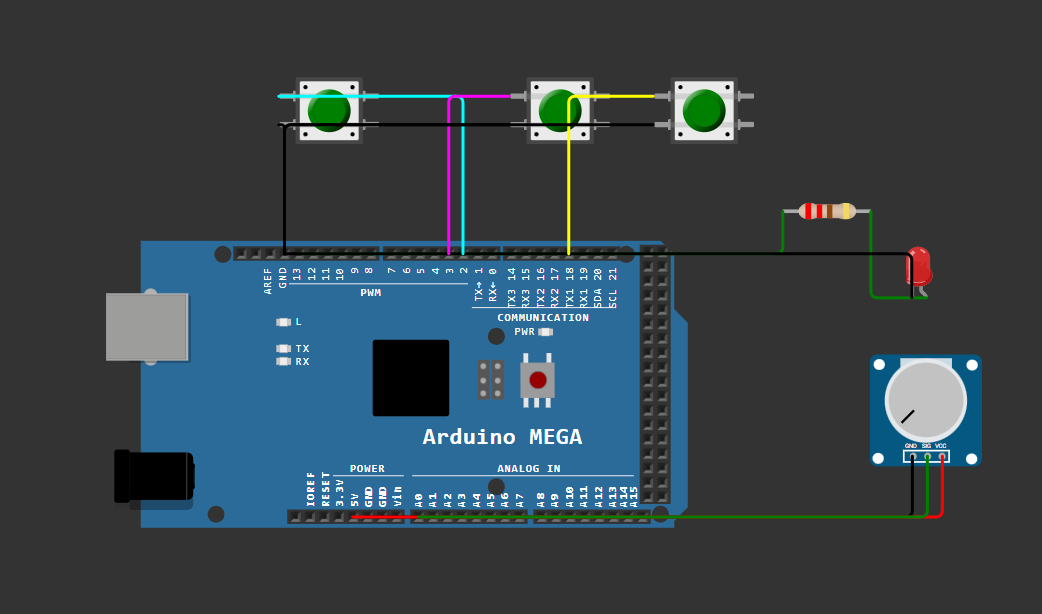 AREF
GND
13
12
11
10
9
8
7
6
5
4
3
2
TX→ 1
RX← 0
TX3 14
RX3 15
TX2 16
RX2 17
TX1 18
RX1 19
SDA 20
SCL 21
PWM
COMMUNICATION
PWR
L
TX
RX
Arduino MEGA
POWER
ANALOG IN
IOREF
RESET
3.3V
5V
GND
GND
Vin
A0
A1
A2
A3
A4
A5
A6
A7
A8
A9
A10
A11
A12
A13
A14
A15
GND SIG VCC